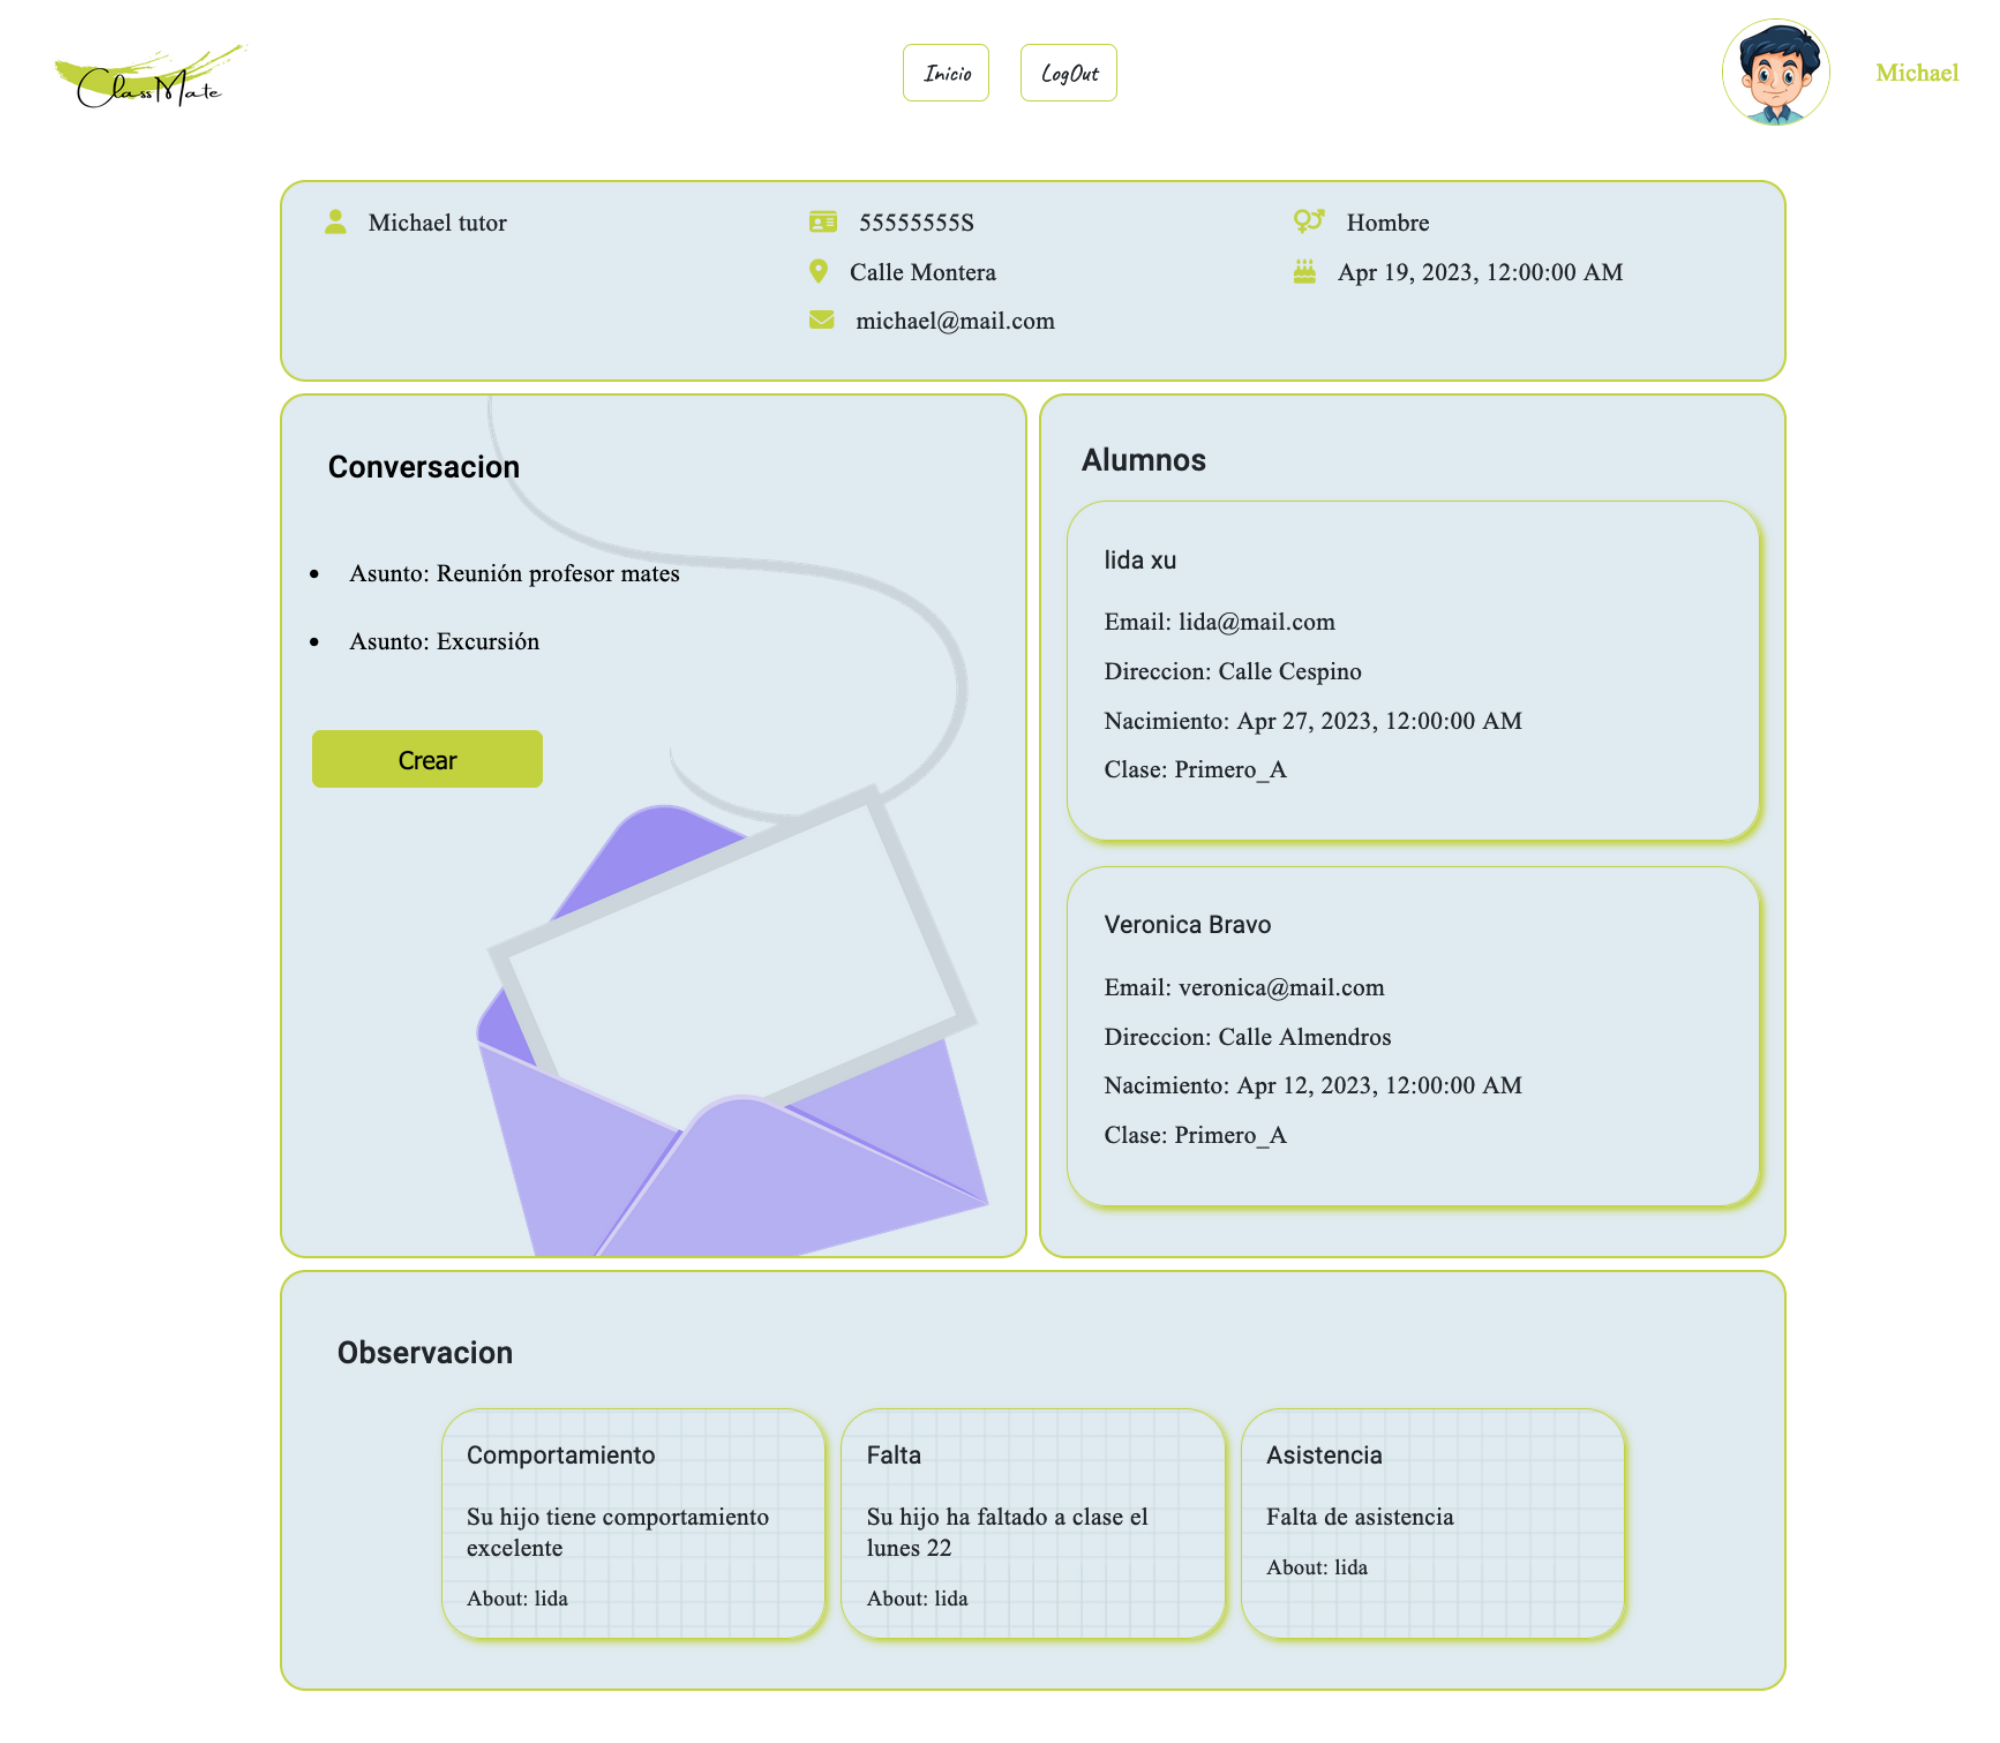 ClassMate
Inicio
LogOut
Michael
Michael tutor
55555555S
Hombre
Calle Montera
Apr 19, 2023, 12:00:00 AM
michael@mail.com
Conversacion
Asunto: Reunión profesor mates
Asunto: Excursión
Crear
Alumnos
lida xu
Email: lida@mail.com
Direccion: Calle Cespino
Nacimiento: Apr 27, 2023, 12:00:00 AM
Clase: Primero_A
Veronica Bravo
Email: veronica@mail.com
Direccion: Calle Almendros
Nacimiento: Apr 12, 2023, 12:00:00 AM
Clase: Primero_A
Observacion
Comportamiento
Su hijo tiene comportamiento
excelente
About: lida
Falta
Su hijo ha faltado a clase el
lunes 22
About: lida
Asistencia
Falta de asistencia
About: lida